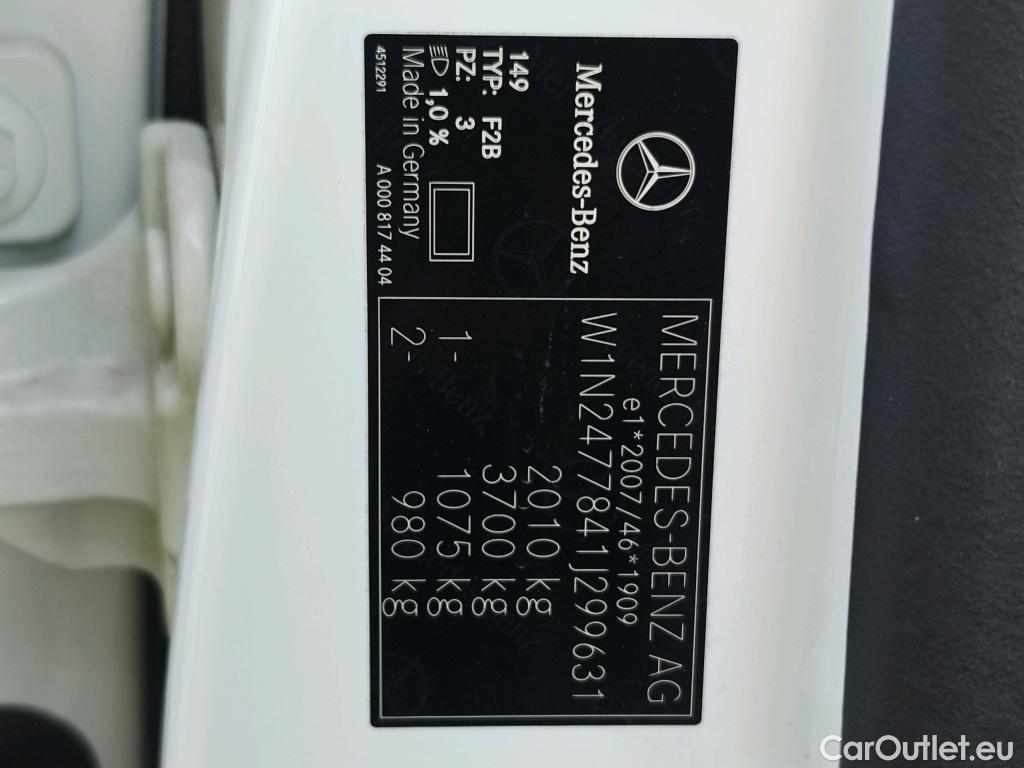 Mercedes-Benz
149
TYP: F2B
PZ: 3
1,0 %
Made in Germany
4512291
A 000 817 44 04
MERCEDES-BENZ AG
e1*2007/46*1909
W1N2477841J299631
2010 kg
3700 kg
1- 1075 kg
2- 980 kg
CarOutlet.eu